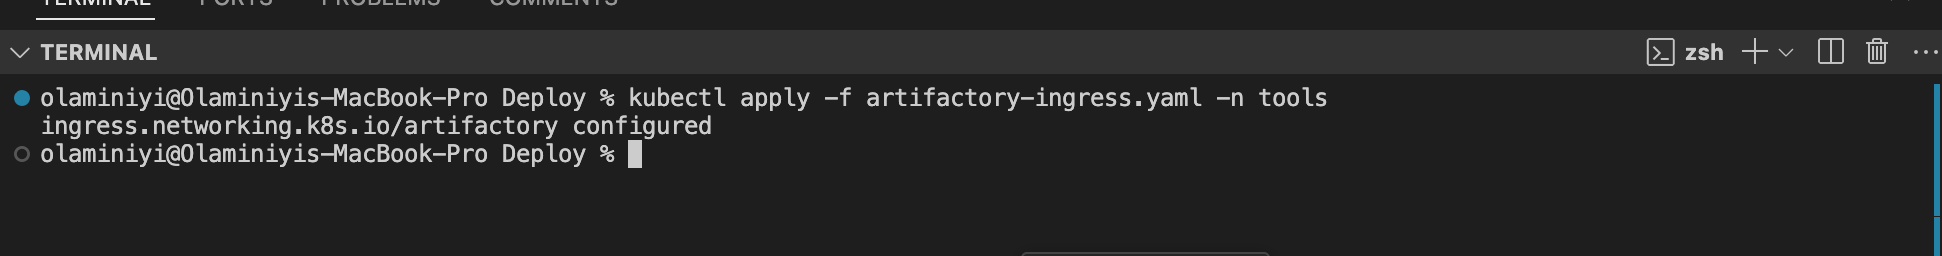 TERMINAL PORTS PROBLEMS COMMENTS
TERMINAL zsh
olaminiyi@Olaminiyis-MacBook-Pro Deploy % kubectl apply -f artifactory-ingress.yaml -n tools
ingress.networking.k8s.io/artifactory configured
olaminiyi@Olaminiyis-MacBook-Pro Deploy %